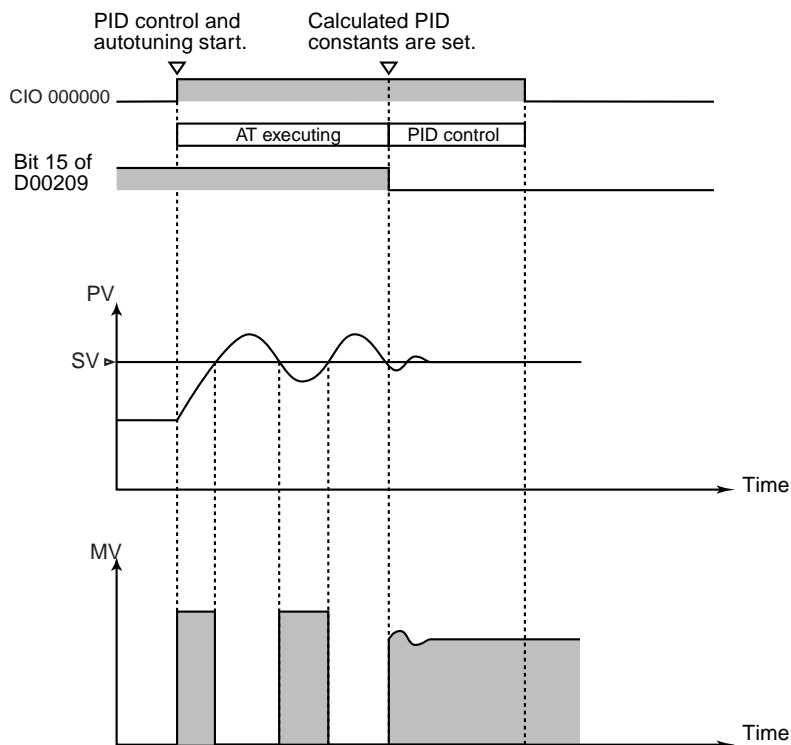 PID control and
autotuning start.
Calculated PID
constants are set.
CIO 000000
AT executing
PID control
Bit 15 of
D00209
PV
SV
Time
MV
Time